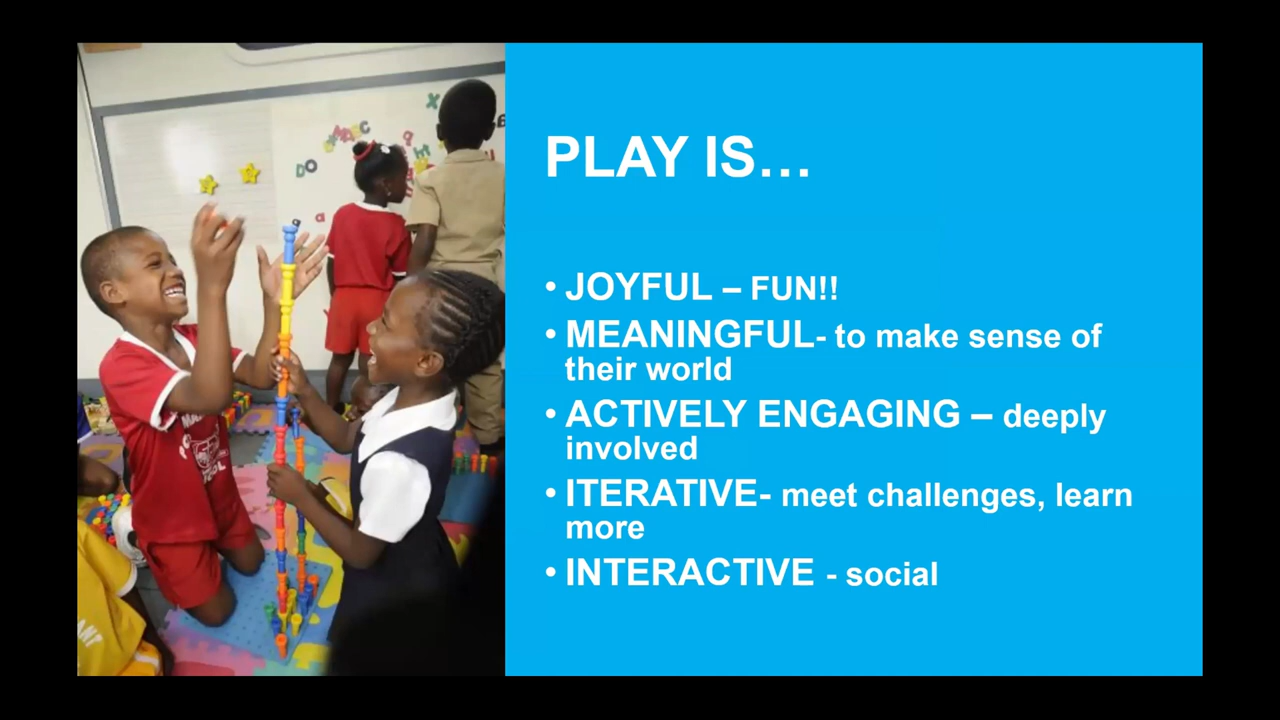 PLAY IS…
• JOYFUL – FUN!!
• MEANINGFUL- to make sense of
their world
• ACTIVELY ENGAGING – deeply
involved
• ITERATIVE- meet challenges, learn
more
• INTERACTIVE - social
DO
a
a